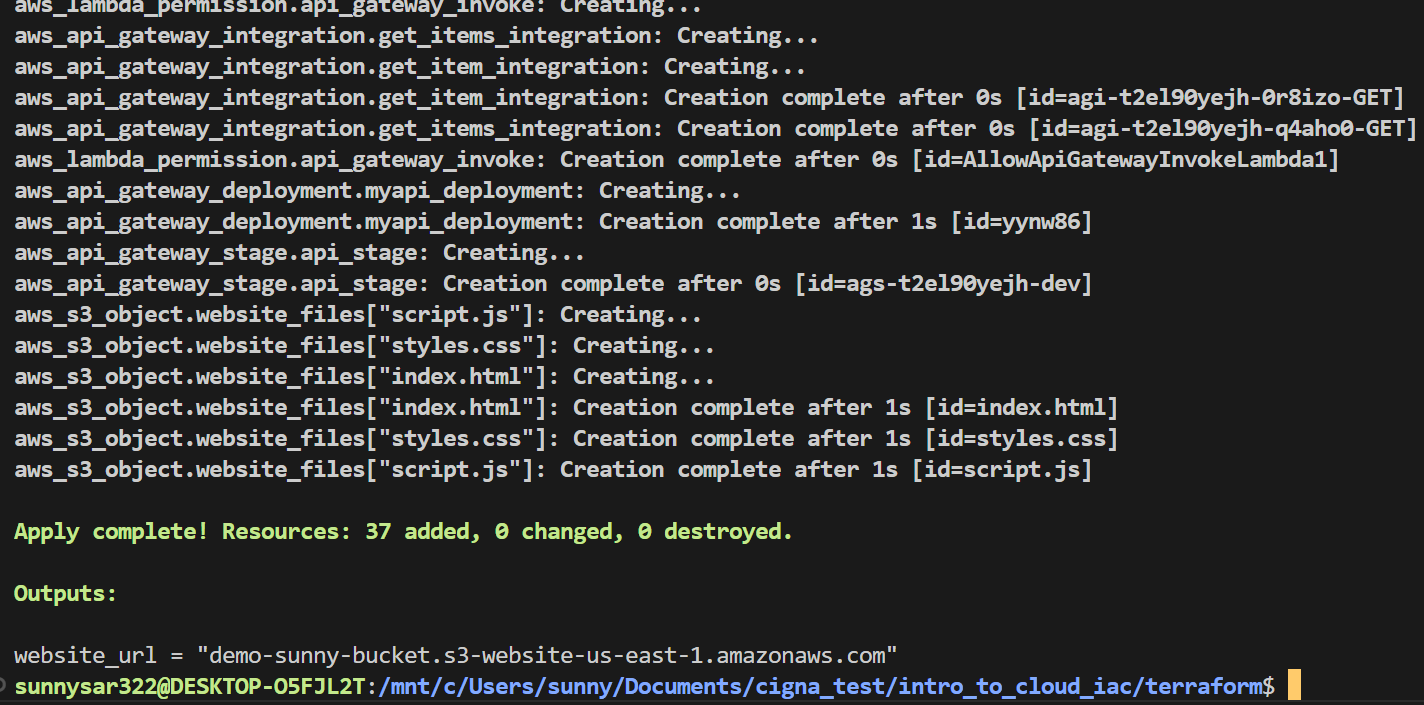 aws_lambda_permission.api_gateway_invoke: Creating...
aws_api_gateway_integration.get_items_integration: Creating...
aws_api_gateway_integration.get_item_integration: Creating...
aws_api_gateway_integration.get_item_integration: Creation complete after 0s [id=agi-t2el90yejh-0r8izo-GET]
aws_api_gateway_integration.get_items_integration: Creation complete after 0s [id=agi-t2el90yejh-q4aho0-GET]
aws_lambda_permission.api_gateway_invoke: Creation complete after 0s [id=AllowApiGatewayInvokeLambda1]
aws_api_gateway_deployment.myapi_deployment: Creating...
aws_api_gateway_deployment.myapi_deployment: Creation complete after 1s [id=yynw86]
aws_api_gateway_stage.api_stage: Creating...
aws_api_gateway_stage.api_stage: Creation complete after 0s [id=ags-t2el90yejh-dev]
aws_s3_object.website_files["script.js"]: Creating...
aws_s3_object.website_files["styles.css"]: Creating...
aws_s3_object.website_files["index.html"]: Creating...
aws_s3_object.website_files["index.html"]: Creation complete after 1s [id=index.html]
aws_s3_object.website_files["styles.css"]: Creation complete after 1s [id=styles.css]
aws_s3_object.website_files["script.js"]: Creation complete after 1s [id=script.js]
Apply complete! Resources: 37 added, 0 changed, 0 destroyed.
Outputs:
website_url = "demo-sunny-bucket.s3-website-us-east-1.amazonaws.com"
sunnysar322@DESKTOP-O5FJL2T:/mnt/c/Users/sunny/Documents/cigna_test/intro_to_cloud_iac/terraform$